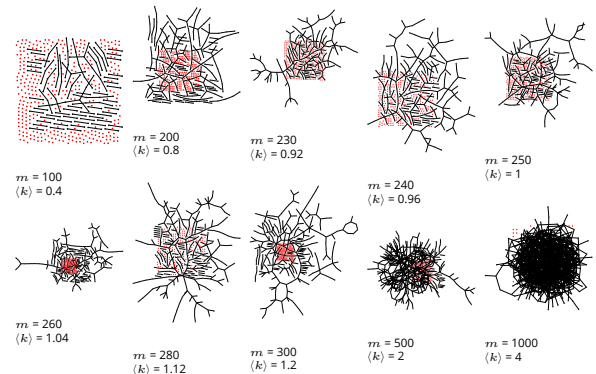 m = 100
⟨k⟩ = 0.4
m = 200
⟨k⟩ = 0.8
m = 230
⟨k⟩ = 0.92
m = 240
⟨k⟩ = 0.96
m = 250
⟨k⟩ = 1
m = 260
⟨k⟩ = 1.04
m = 280
⟨k⟩ = 1.12
m = 300
⟨k⟩ = 1.2
m = 500
⟨k⟩ = 2
m = 1000
⟨k⟩ = 4